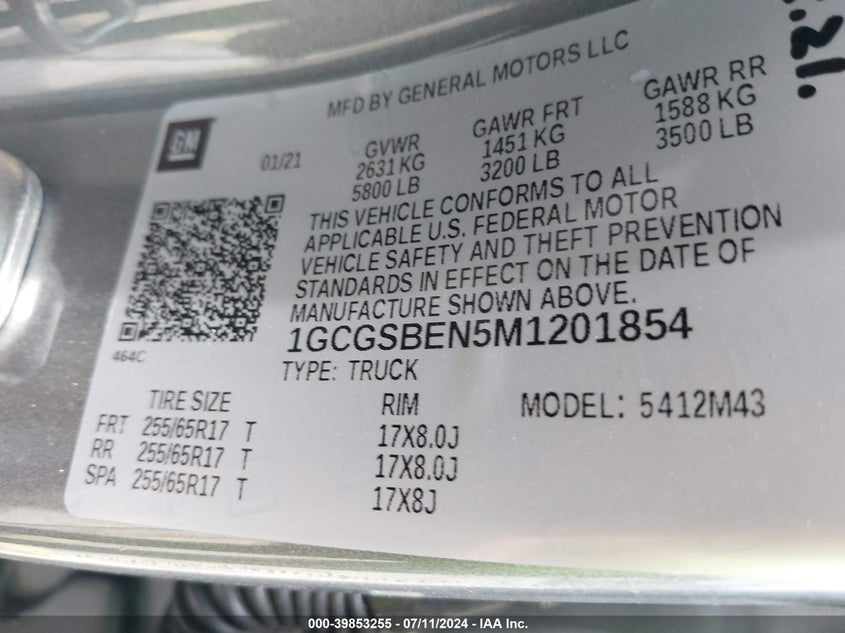 MFD BY GENERAL MOTORS LLC
GM
01/21
GVWR GAWR FRT GAWR RR
2631 KG 1451 KG 1588 KG
5800 LB 3200 LB 3500 LB
THIS VEHICLE CONFORMS TO ALL
APPLICABLE U.S. FEDERAL MOTOR
VEHICLE SAFETY AND THEFT PREVENTION
STANDARDS IN EFFECT ON THE DATE OF
MANUFACTURE SHOWN ABOVE.
1GCGSBEN5M1201854
464C
TYPE: TRUCK
TIRE SIZE RIM MODEL: 5412M43
FRT 255/65R17 T 17X8.0J
RR 255/65R17 T 17X8.0J
SPA 255/65R17 T 17X8J
000-39853255 - 07/11/2024 - IAA Inc.